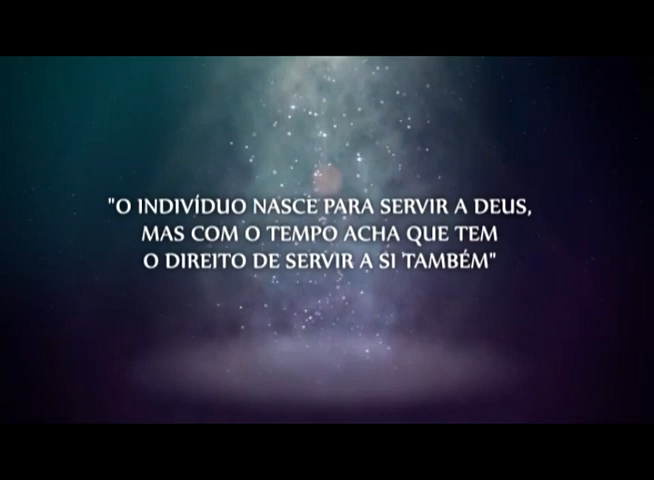 "O INDIVÍDUO NASCE PARA SERVIR A DEUS,
MAS COM O TEMPO ACHA QUE TEM
O DIREITO DE SERVIR A SI TAMBÉM"